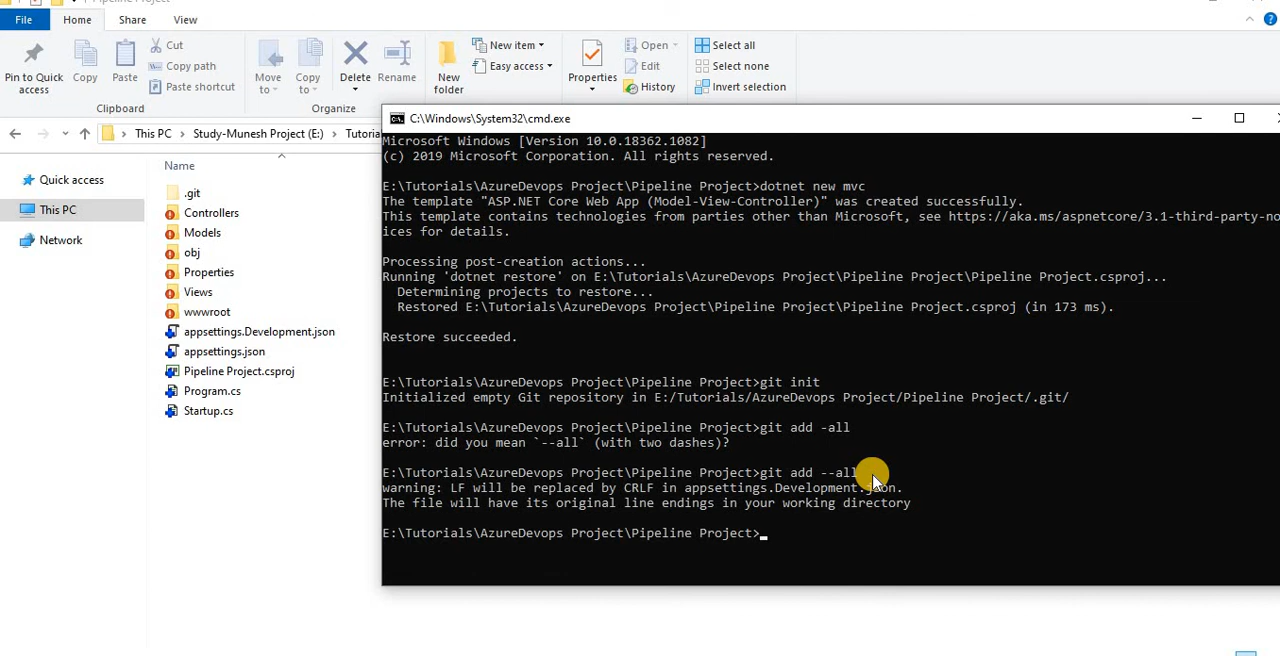 Pipeline Project
File Home Share View
Pin to Quick access
Copy
Paste
Cut
Copy path
Paste shortcut
Clipboard
Move to
Copy to
Delete
Rename
Organize
New folder
New item
Easy access
Properties
Open
Edit
History
Select all
Select none
Invert selection
This PC > Study-Munesh Project (E:) > Tutoria
Name
Quick access
This PC
Network
.git
Controllers
Models
obj
Properties
Views
wwwroot
appsettings.Development.json
appsettings.json
Pipeline Project.csproj
Program.cs
Startup.cs
C:\Windows\System32\cmd.exe
Microsoft Windows [Version 10.0.18362.1082]
(c) 2019 Microsoft Corporation. All rights reserved.
E:\Tutorials\AzureDevops Project\Pipeline Project>dotnet new mvc
The template "ASP.NET Core Web App (Model-View-Controller)" was created successfully.
This template contains technologies from parties other than Microsoft, see https://aka.ms/aspnetcore/3.1-third-party-no
ices for details.
Processing post-creation actions...
Running 'dotnet restore' on E:\Tutorials\AzureDevops Project\Pipeline Project\Pipeline Project.csproj...
Determining projects to restore...
Restored E:\Tutorials\AzureDevops Project\Pipeline Project\Pipeline Project.csproj (in 173 ms).
Restore succeeded.
E:\Tutorials\AzureDevops Project\Pipeline Project>git init
Initialized empty Git repository in E:/Tutorials/AzureDevops Project/Pipeline Project/.git/
E:\Tutorials\AzureDevops Project\Pipeline Project>git add -all
error: did you mean `--all` (with two dashes)?
E:\Tutorials\AzureDevops Project\Pipeline Project>git add --all
warning: LF will be replaced by CRLF in appsettings.Development.json.
The file will have its original line endings in your working directory
E:\Tutorials\AzureDevops Project\Pipeline Project>